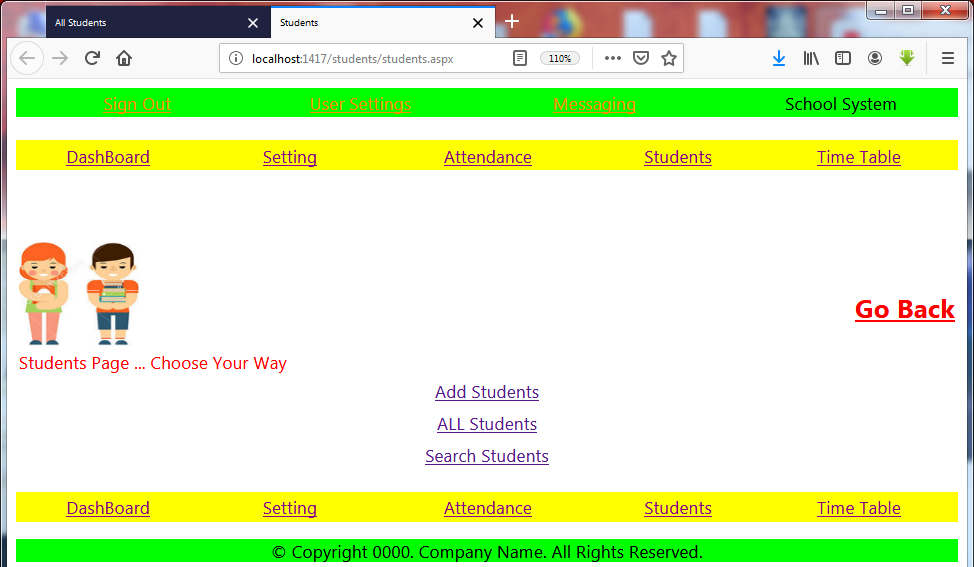 All Students
Students
localhost:1417/students/students.aspx
110%
Sign Out User Settings Messaging School System
DashBoard Setting Attendance Students Time Table
Go Back
Students Page ... Choose Your Way
Add Students
ALL Students
Search Students
DashBoard Setting Attendance Students Time Table
© Copyright 0000. Company Name. All Rights Reserved.